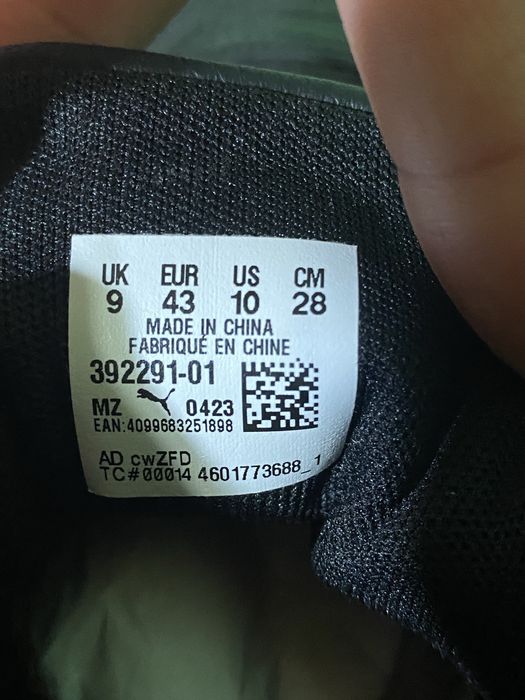 UK EUR US CM
9 43 10 28
MADE IN CHINA
FABRIQUÉ EN CHINE
392291-01
MZ 0423
EAN:4099683251898
AD cwZFD
TC#00014 4601773688_1